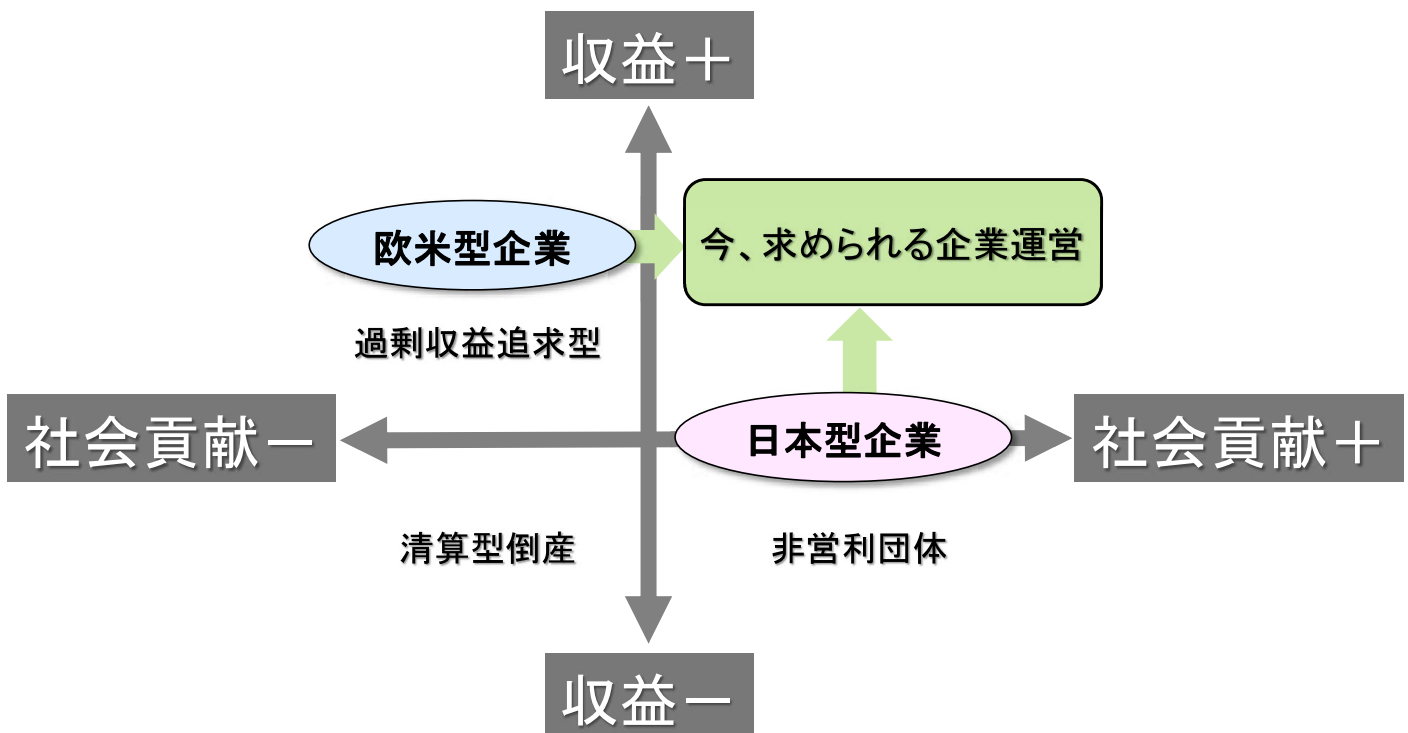 収益＋
欧米型企業
今、求められる企業運営
過剰収益追求型
社会貢献－
日本型企業
社会貢献＋
清算型倒産
非営利団体
収益－